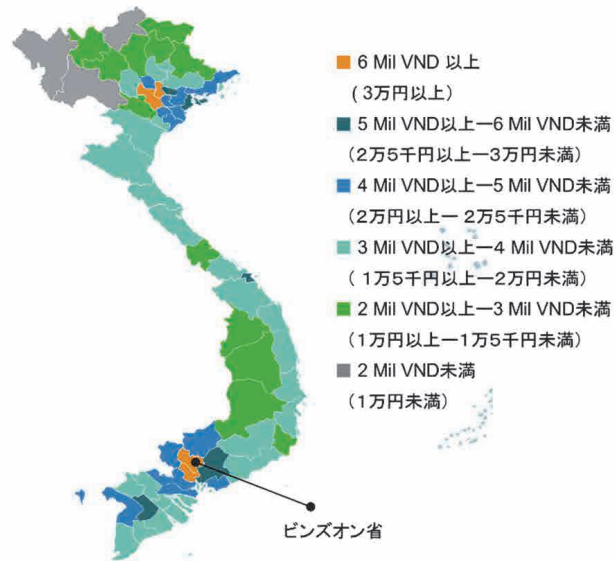 6 Mil VND 以上
( 3万円以上)
5 Mil VND以上ー6 Mil VND未満
(2万5千円以上ー3万円未満)
4 Mil VND以上ー5 Mil VND未満
(2万円以上ー 2万5千円未満)
3 Mil VND以上ー4 Mil VND未満
( 1万5千円以上ー2万円未満)
2 Mil VND以上ー3 Mil VND未満
(1万円以上ー1万5千円未満)
2 Mil VND未満
(1万円未満)
ビンズオン省